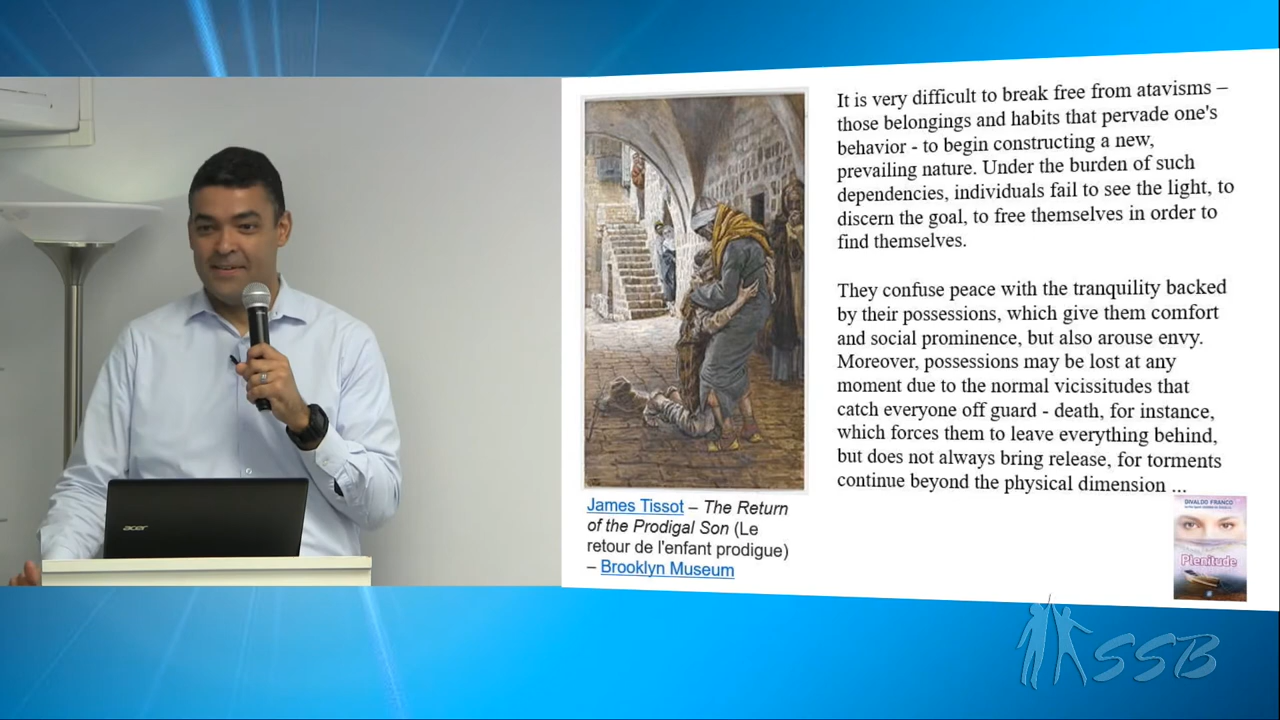 It is very difficult to break free from atavisms –
those belongings and habits that pervade one's
behavior - to begin constructing a new,
prevailing nature. Under the burden of such
dependencies, individuals fail to see the light, to
discern the goal, to free themselves in order to
find themselves.
They confuse peace with the tranquility backed
by their possessions, which give them comfort
and social prominence, but also arouse envy.
Moreover, possessions may be lost at any
moment due to the normal vicissitudes that
catch everyone off guard - death, for instance,
which forces them to leave everything behind,
but does not always bring release, for torments
continue beyond the physical dimension ...
James Tissot – The Return
of the Prodigal Son (Le
retour de l'enfant prodigue)
– Brooklyn Museum
DIVALDO FRANCO
Plenitude
acer
SSB